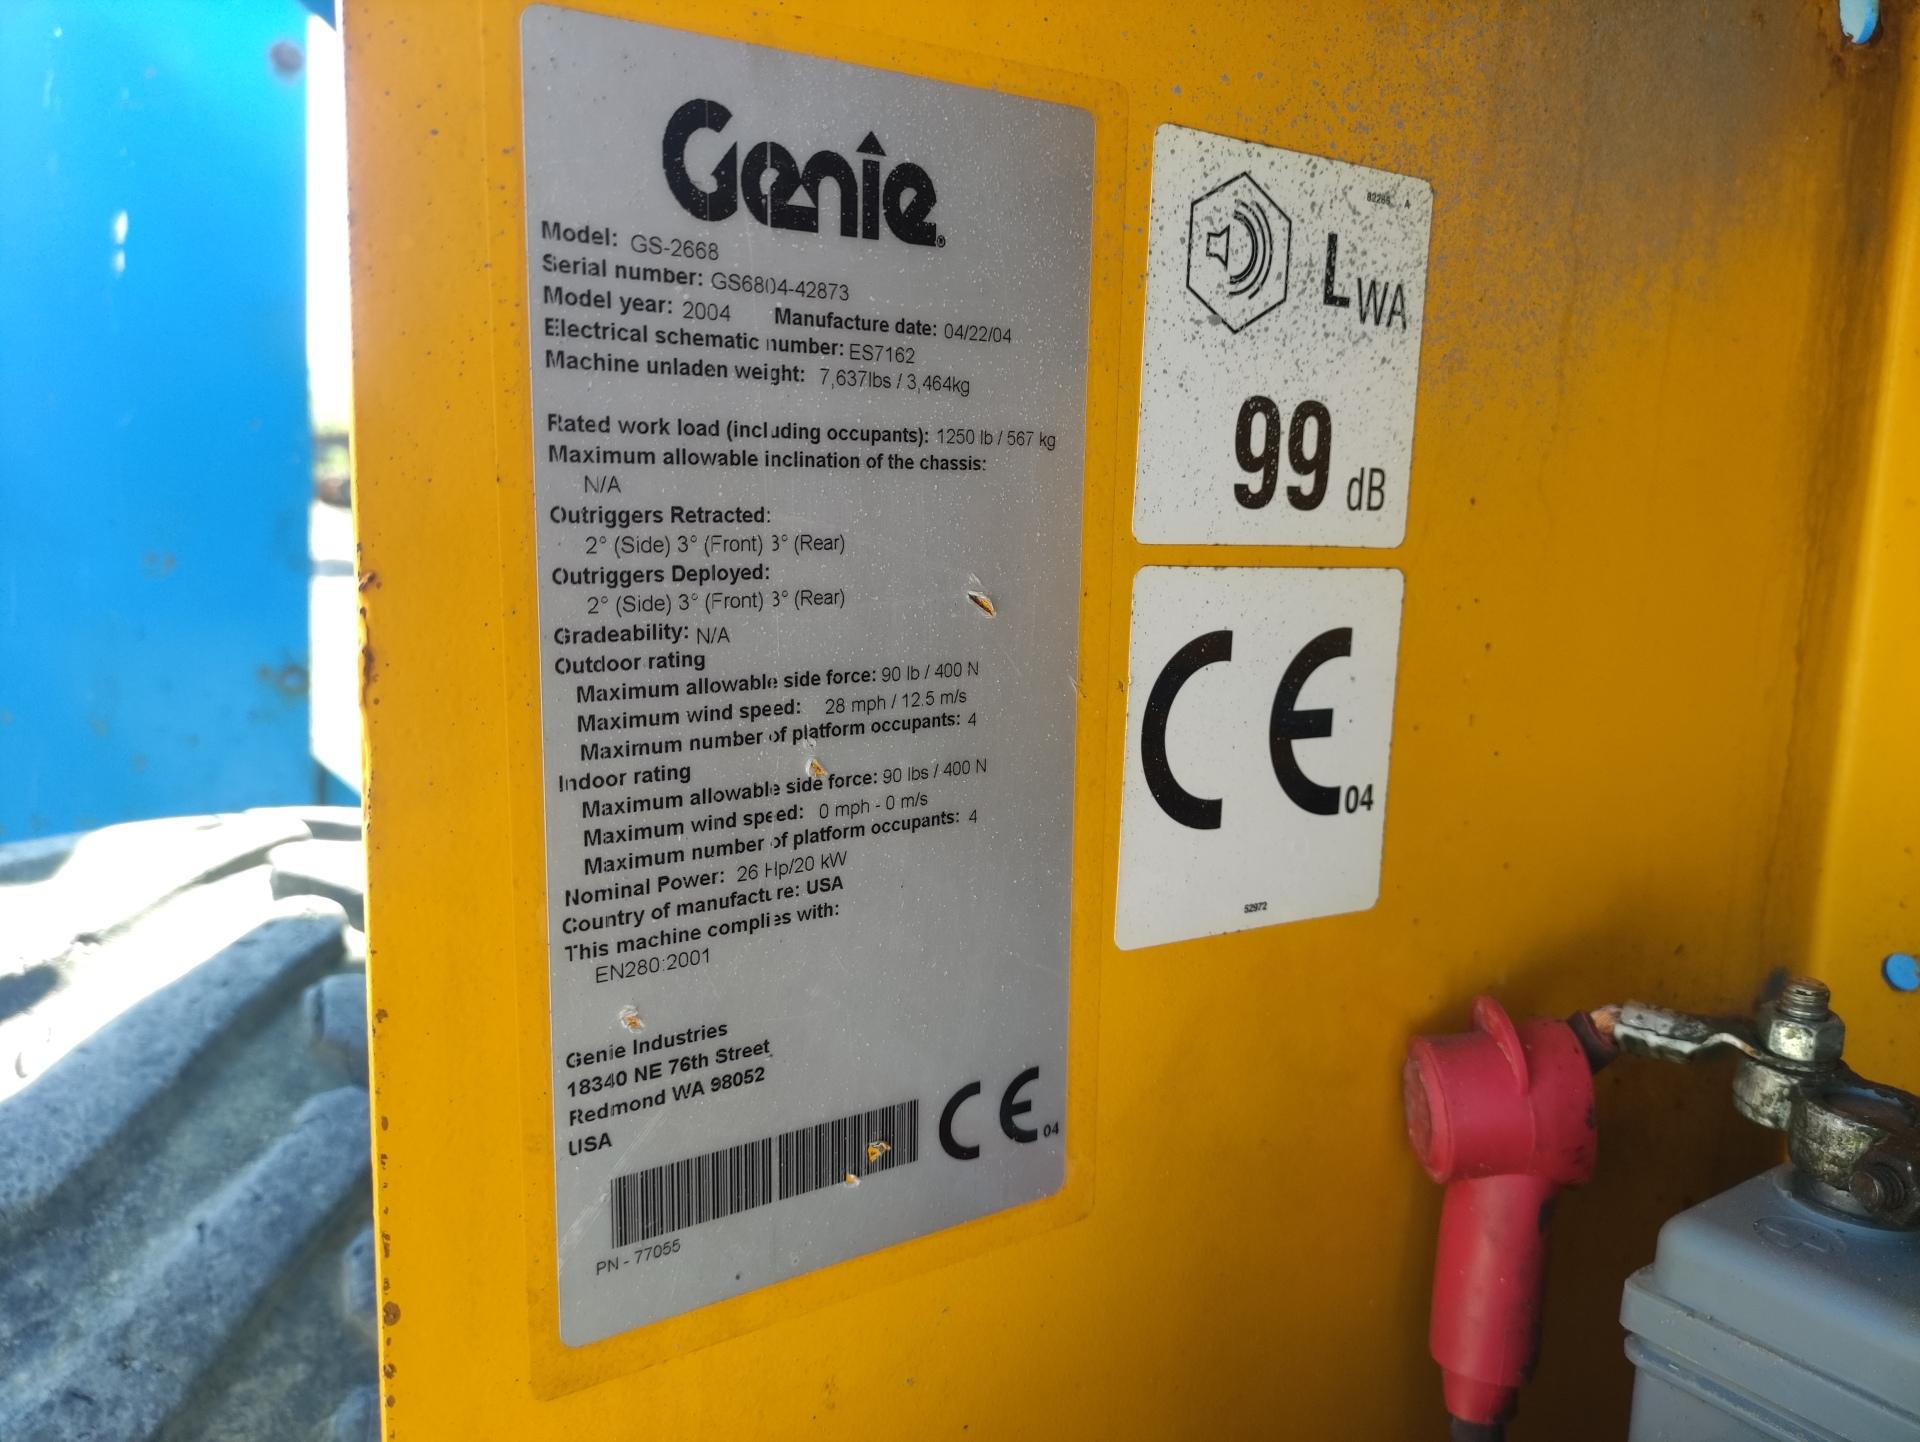 Genie
Model: GS-2668
Serial number: GS6804-42873
Model year: 2004 Manufacture date: 04/22/04
Electrical schematic number: ES7162
Machine unladen weight: 7,637lbs / 3,464kg
Rated work load (including occupants): 1250 lb / 567 kg
Maximum allowable inclination of the chassis:
N/A
Outriggers Retracted:
2° (Side) 3° (Front) 3° (Rear)
Outriggers Deployed:
2° (Side) 3° (Front) 3° (Rear)
Gradeability: N/A
Outdoor rating
Maximum allowable side force: 90 lb / 400 N
Maximum wind speed: 28 mph / 12.5 m/s
Maximum number of platform occupants: 4
Indoor rating
Maximum allowable side force: 90 lbs / 400 N
Maximum wind speed: 0 mph - 0 m/s
Maximum number of platform occupants: 4
Nominal Power: 26 Hp/20 kW
Country of manufacture: USA
This machine complies with:
EN280:2001
Genie Industries
18340 NE 76th Street
Redmond WA 98052
USA
CE 04
PN - 77055
A
LWA
99 dB
CE 04
52972